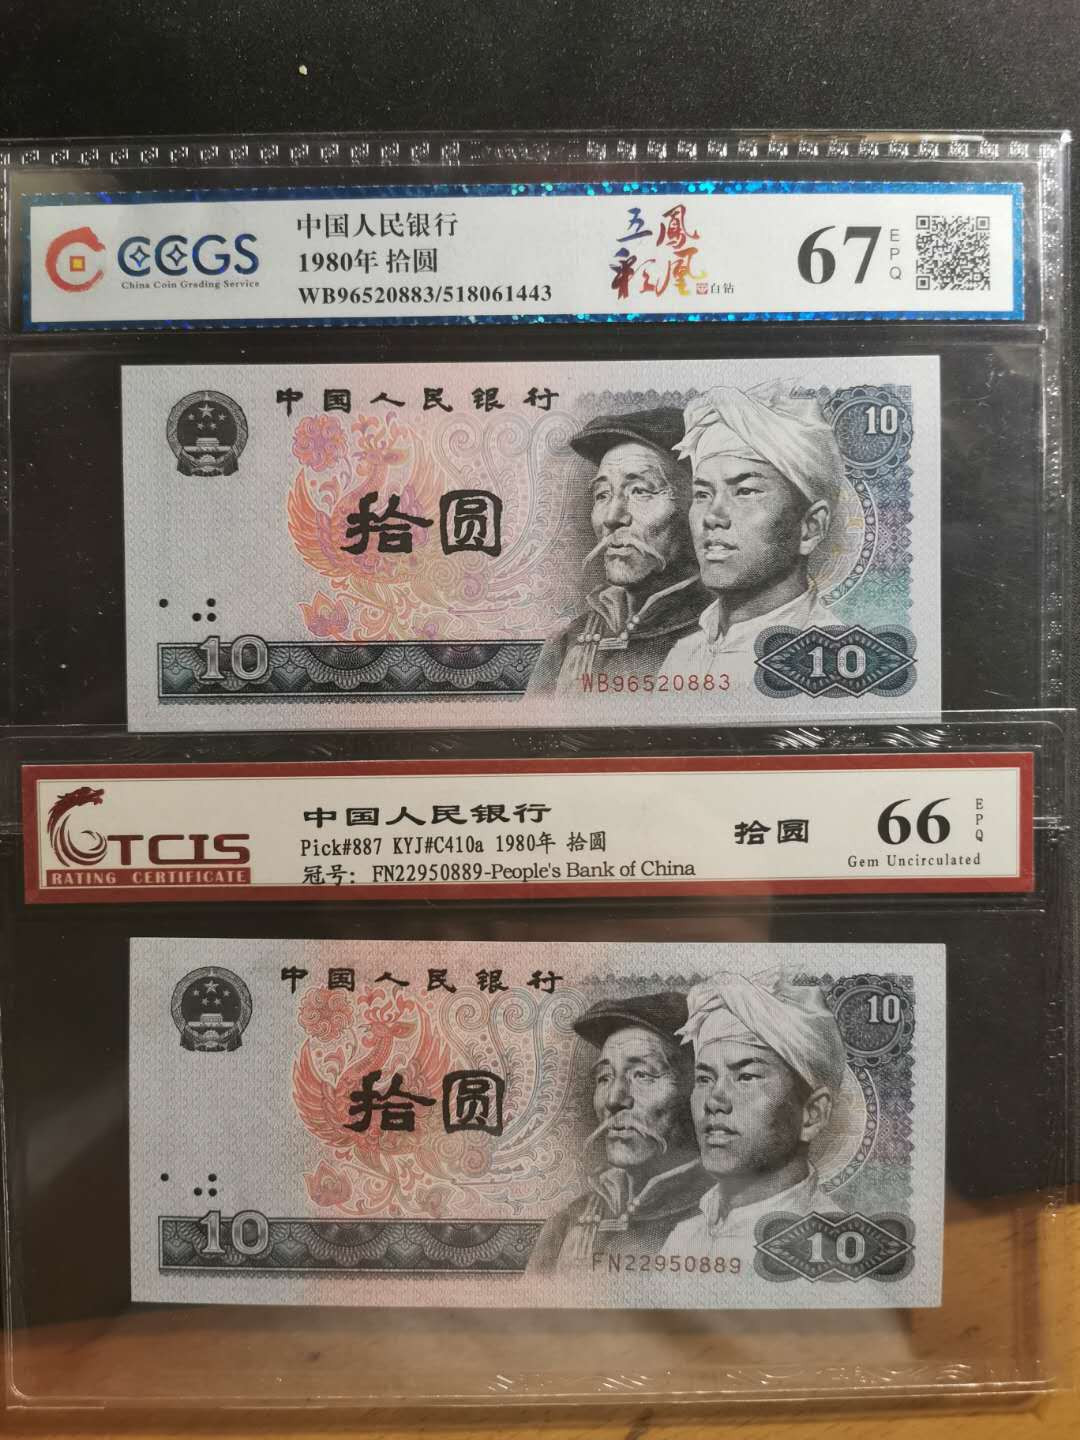 CCGS
China Coin Grading Service
中国人民银行
1980年 拾圆
WB96520883/518061443
五彩
鳳凰
白钻
67
EPQ
中国人民银行
10
拾圆
10
WB96520883
10
TCIS
RATING CERTIFICATE
中国人民银行
Pick#887 KYJ#C410a 1980年 拾圆
冠号: FN22950889-People's Bank of China
拾圆
66
EPQ
Gem Uncirculated
中国人民银行
10
拾圆
10
FN22950889
10